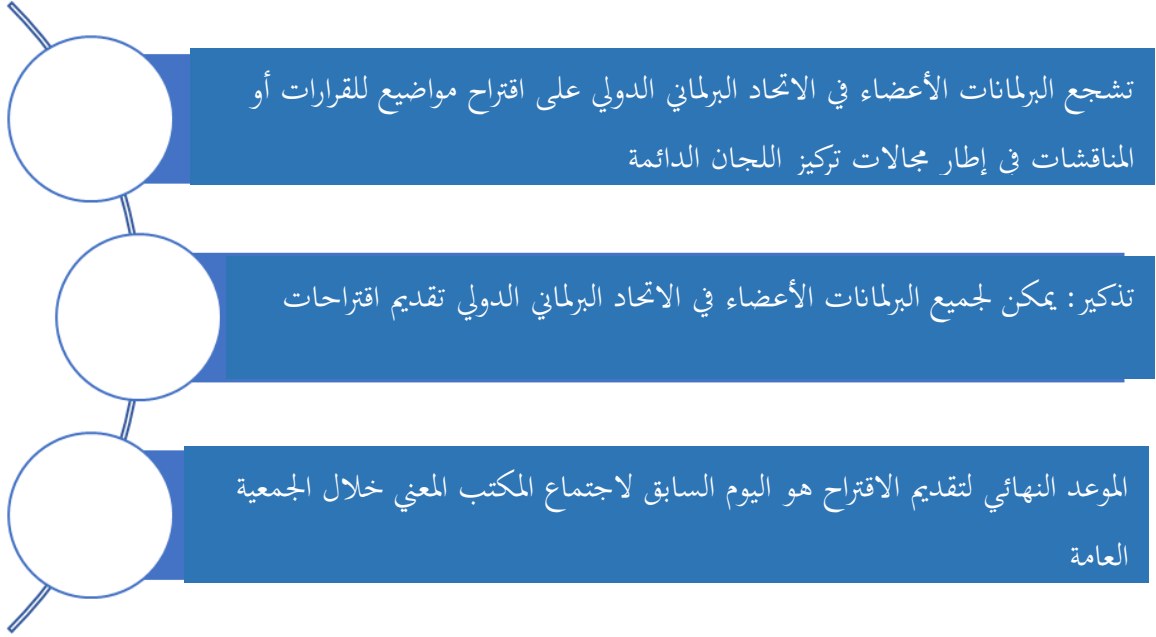 تشجع البرلمانات الأعضاء في الاتحاد البرلماني الدولي على اقتراح مواضيع للقرارات أو
المناقشات في إطار مجالات تركيز اللجان الدائمة
تذكير: يمكن لجميع البرلمانات الأعضاء في الاتحاد البرلماني الدولي تقديم اقتراحات
الموعد النهائي لتقديم الاقتراح هو اليوم السابق لاجتماع المكتب المعني خلال الجمعية
العامة